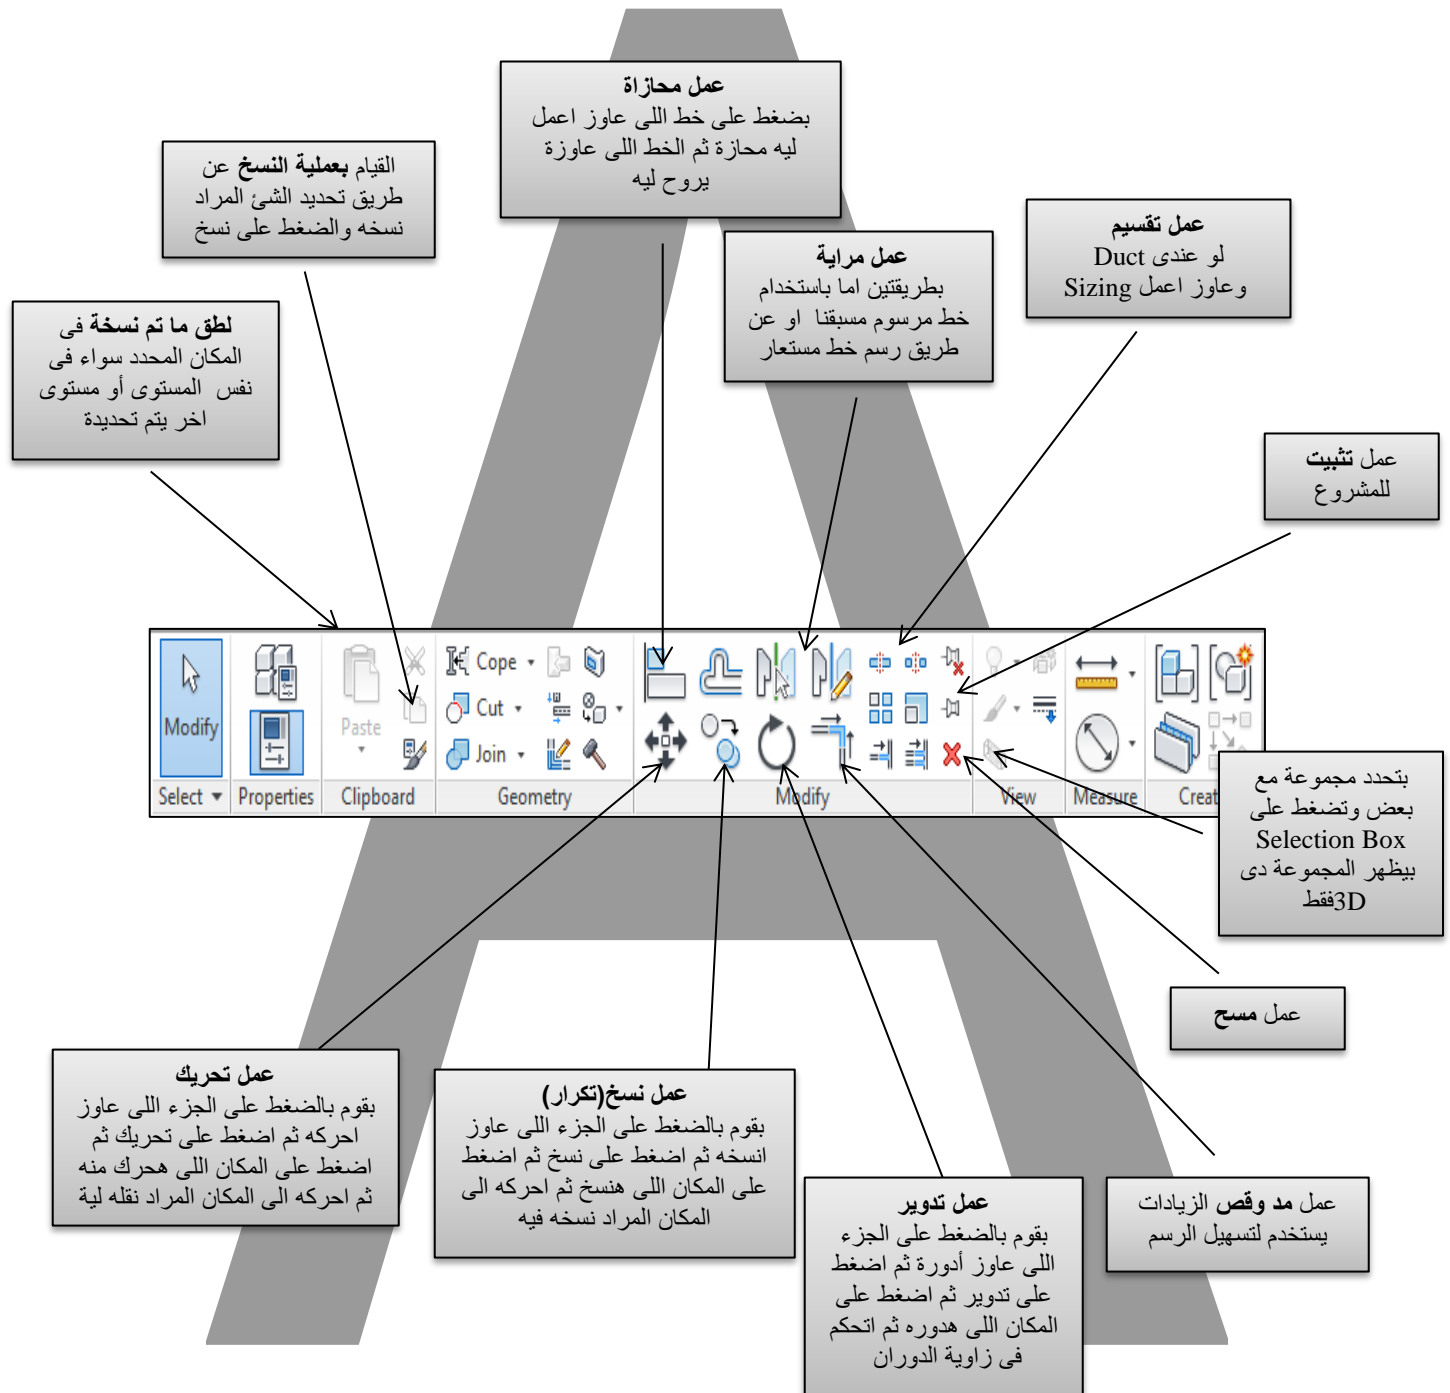 عمل محازاة
بضغط على خط اللى عاوز اعمل
ليه محازة ثم الخط اللى عاوزة
يروح ليه
القيام بعملية النسخ عن
طريق تحديد الشئ المراد
نسخه والضغط على نسخ
عمل تقسيم
لو عندى Duct
وعاوز اعمل Sizing
عمل مراية
بطريقتين اما باستخدام
خط مرسوم مسبقنا او عن
طريق رسم خط مستعار
لطق ما تم نسخة فى
المكان المحدد سواء فى
نفس المستوى أو مستوى
اخر يتم تحديدة
عمل تثبيت
للمشروع
Modify
Paste
Cope
Cut
Join
Select
Properties
Clipboard
Geometry
Modify
View
Measure
Creat
بتحدد مجموعة مع
بعض وتضغط على
Selection Box
بيظهر المجموعة دى
3Dفقط
عمل مسح
عمل تحريك
بقوم بالضغط على الجزء اللى عاوز
احركه ثم اضغط على تحريك ثم
اضغط على المكان اللى هحرك منه
ثم احركه الى المكان المراد نقله لية
عمل نسخ(تكرار)
بقوم بالضغط على الجزء اللى عاوز
انسخه ثم اضغط على نسخ ثم اضغط
على المكان اللى هنسخ ثم احركه الى
المكان المراد نسخه فيه
عمل تدوير
بقوم بالضغط على الجزء
اللى عاوز أدورة ثم اضغط
على تدوير ثم اضغط على
المكان اللى هدوره ثم اتحكم
فى زاوية الدوران
عمل مد وقص الزيادات
يستخدم لتسهيل الرسم